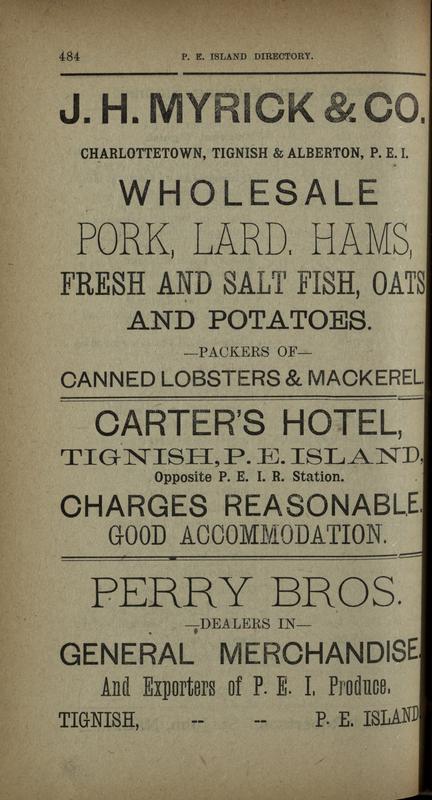 484 P. E. ISLAND DIRECTORY.
J. H. MYRICK & CO.
CHARLOTTETOWN, TIGNISH & ALBERTON, P. E. I.
WHOLESALE
PORK, LARD, HAMS,
FRESH AND SALT FISH, OATS
AND POTATOES.
—PACKERS OF—
CANNED LOBSTERS & MACKEREL.
CARTER'S HOTEL,
TIGNISH, P. E. ISLAND,
Opposite P. E. I. R. Station.
CHARGES REASONABLE.
GOOD ACCOMMODATION.
PERRY BROS.
—DEALERS IN—
GENERAL MERCHANDISE
And Exporters of P. E. I. Produce.
TIGNISH, -- -- P. E. ISLAND